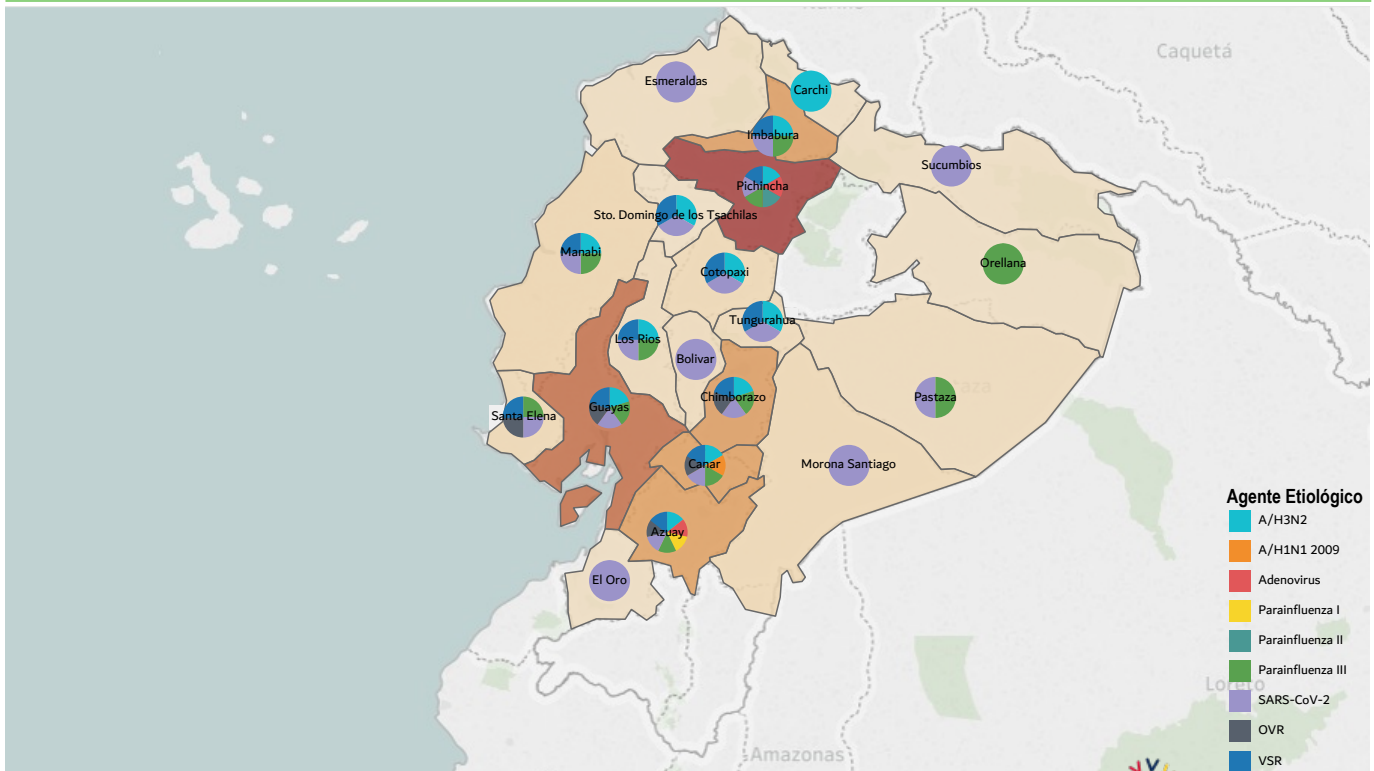 Caquetá
Esmeraldas
Carchi
Imbabura
Sucumbios
Pichincha
Sto. Domingo de los Tsachilas
Manabi
Orellana
Cotopaxi
Tungurahua
Los Rios
Bolivar
Chimborazo
Pastaza
Guayas
Santa Elena
Canar
Morona Santiago
Azuay
El Oro
Agente Etiológico
A/H3N2
A/H1N1 2009
Adenovirus
Parainfluenza I
Parainfluenza II
Parainfluenza III
Loreto
SARS-CoV-2
OVR
Amazonas
VSR